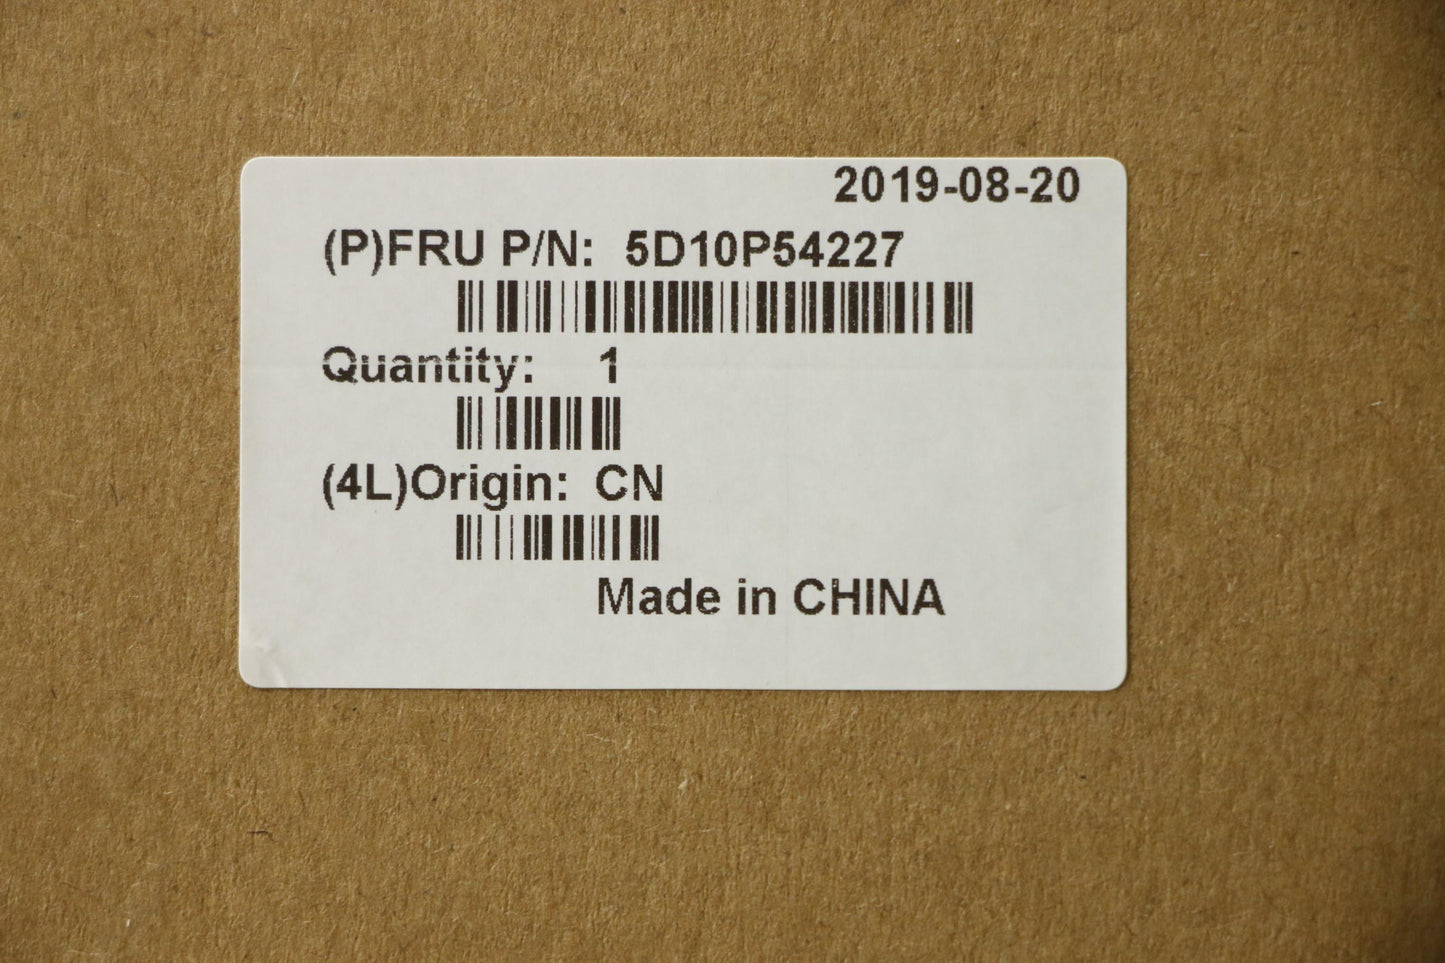 2019-08-20
(P)FRU P/N: 5D10P54227
Quantity: 1
(4L)Origin: CN
Made in CHINA